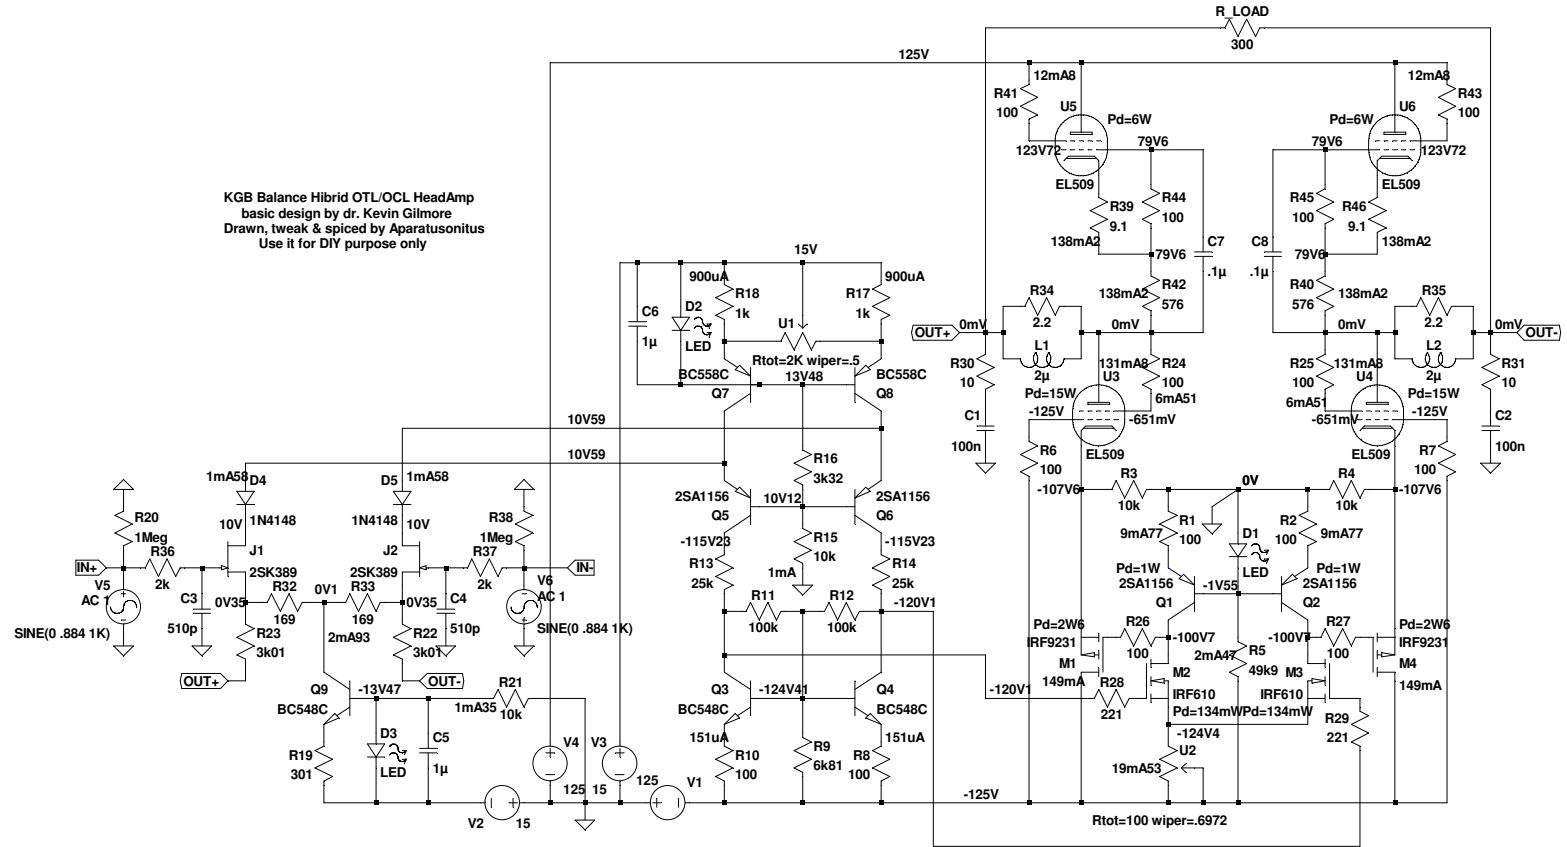 R_LOAD
300
125V
12mA8
R41
100
U5
Pd=6W
123V72
79V6
EL509
12mA8
R43
100
U6
Pd=6W
79V6
123V72
EL509
KGB Balance Hibrid OTL/OCL HeadAmp
basic design by dr. Kevin Gilmore
Drawn, tweak & spiced by Aparatusonitus
Use it for DIY purpose only
R39
9.1
R44
100
138mA2
79V6
C7
.1µ
R45
100
R46
9.1
138mA2
79V6
C8
.1µ
15V
900uA
R18
1k
900uA
R17
1k
C6
1µ
D2
LED
U1
Rtot=2K wiper=.5
13V48
BC558C
Q7
BC558C
Q8
R34
2.2
138mA2
R42
576
OUT+
0mV
0mV
L1
2µ
R40
576
138mA2
R35
2.2
0mV
0mV
OUT-
L2
2µ
R30
10
131mA8
R24
100
U3
Pd=15W
6mA51
-125V
-651mV
EL509
C1
100n
R6
100
R25
100
131mA8
U4
6mA51
Pd=15W
-125V
-651mV
EL509
R31
10
C2
100n
R7
100
10V59
10V59
1mA58
D4
1N4148
10V
1mA58
D5
1N4148
10V
R16
3k32
2SA1156
Q5
10V12
2SA1156
Q6
-115V23
R13
25k
R15
10k
1mA
-115V23
R14
25k
R20
1Meg
IN+
R36
2k
V5
AC 1
SINE(0 .884 1K)
C3
510p
J1
2SK389
0V35
R32
169
0V1
R33
169
J2
2SK389
0V35
R38
1Meg
R37
2k
IN-
V6
AC 1
SINE(0 .884 1K)
C4
510p
R23
3k01
OUT+
2mA93
R22
3k01
OUT-
R11
100k
R12
100k
-120V1
-107V6
R3
10k
0V
R4
10k
-107V6
R1
100
9mA77
D1
LED
R2
100
9mA77
Pd=1W
2SA1156
Q1
-1V55
Pd=1W
2SA1156
Q2
Pd=2W6
IRF9231
M1
149mA
R26
100
-100V7
M2
IRF610
Pd=134mW
2mA47
R5
49k9
-100V7
R27
100
M3
IRF610
Pd=134mW
Pd=2W6
IRF9231
M4
149mA
Q9
BC548C
-13V47
1mA35
R21
10k
R19
301
D3
LED
C5
1µ
V2
15
V4
125
V3
15
V1
125
Q3
BC548C
-124V41
Q4
BC548C
151uA
R10
100
R9
6k81
151uA
R8
100
-120V1
R28
221
R29
221
-124V4
U2
19mA53
-125V
Rtot=100 wiper=.6972